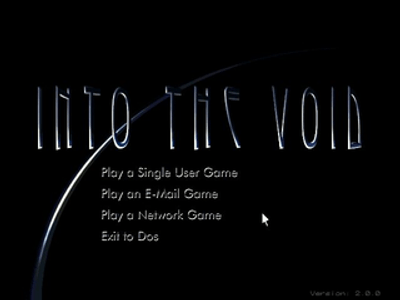 INTO THE VOID
Play a Single User Game
Play an E-Mail Game
Play a Network Game
Exit to Dos
Version: 2.0.0